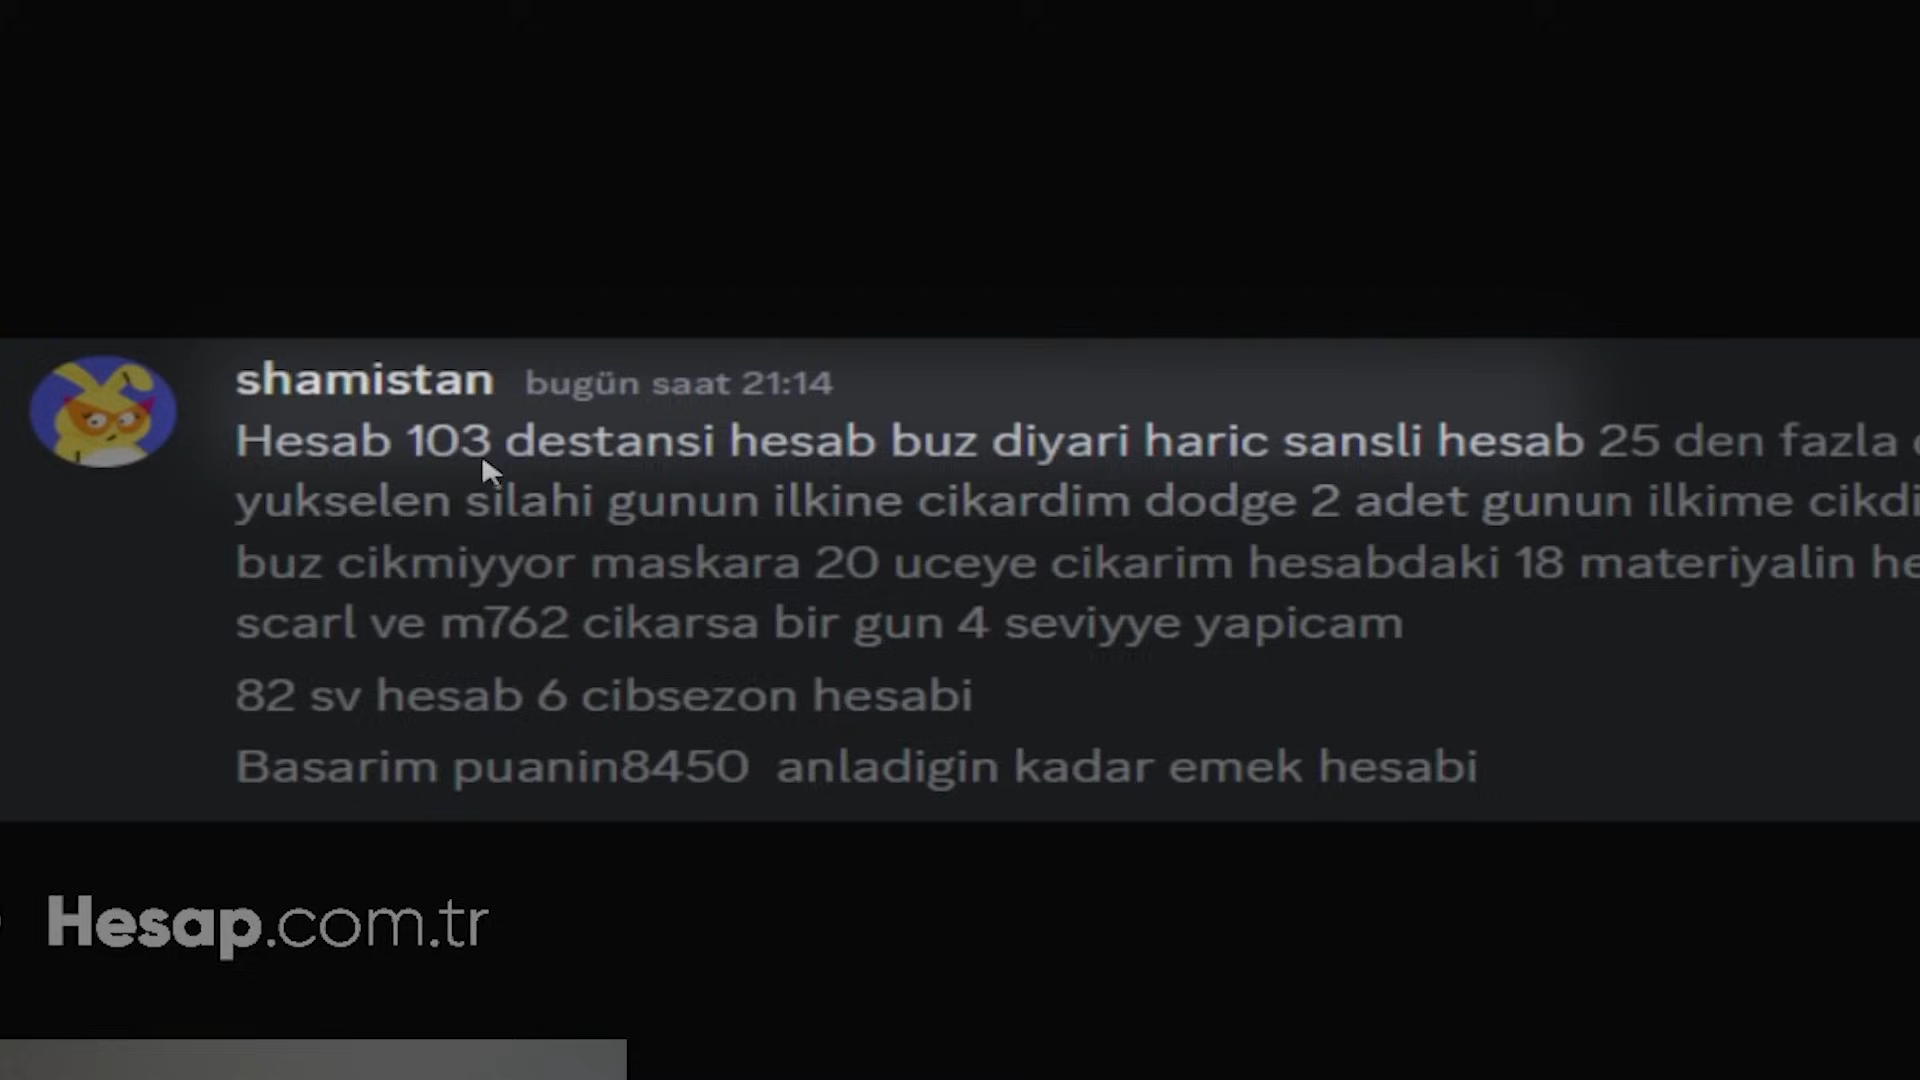 shamistan bugün saat 21:14
Hesab 103 destansi hesab buz diyari haric sansli hesab 25 den fazla
yukselen silahi gunun ilkine cikardim dodge 2 adet gunun ilkime cikdi
buz cikmiyyor maskara 20 uceye cikarim hesabdaki 18 materiyalin
scarl ve m762 cikarsa bir gun 4 seviyye yapicam
82 sv hesab 6 cibsezon hesabi
Basarim puanin8450 anladigin kadar emek hesabi
Hesap.com.tr